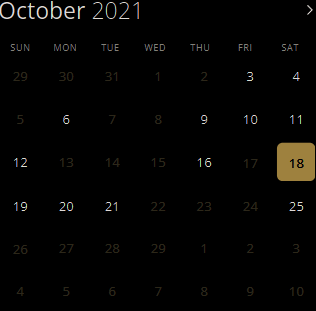 October 2021
SUN MON TUE WED THU FRI SAT
29 30 31 1 2 3 4
5 6 7 8 9 10 11
12 13 14 15 16 17 18
19 20 21 22 23 24 25
26 27 28 29 1 2 3
4 5 6 7 8 9 10